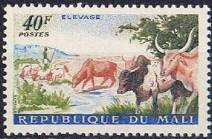 ELEVAGE
40F
POSTES
REPUBLIQUE DU MALI